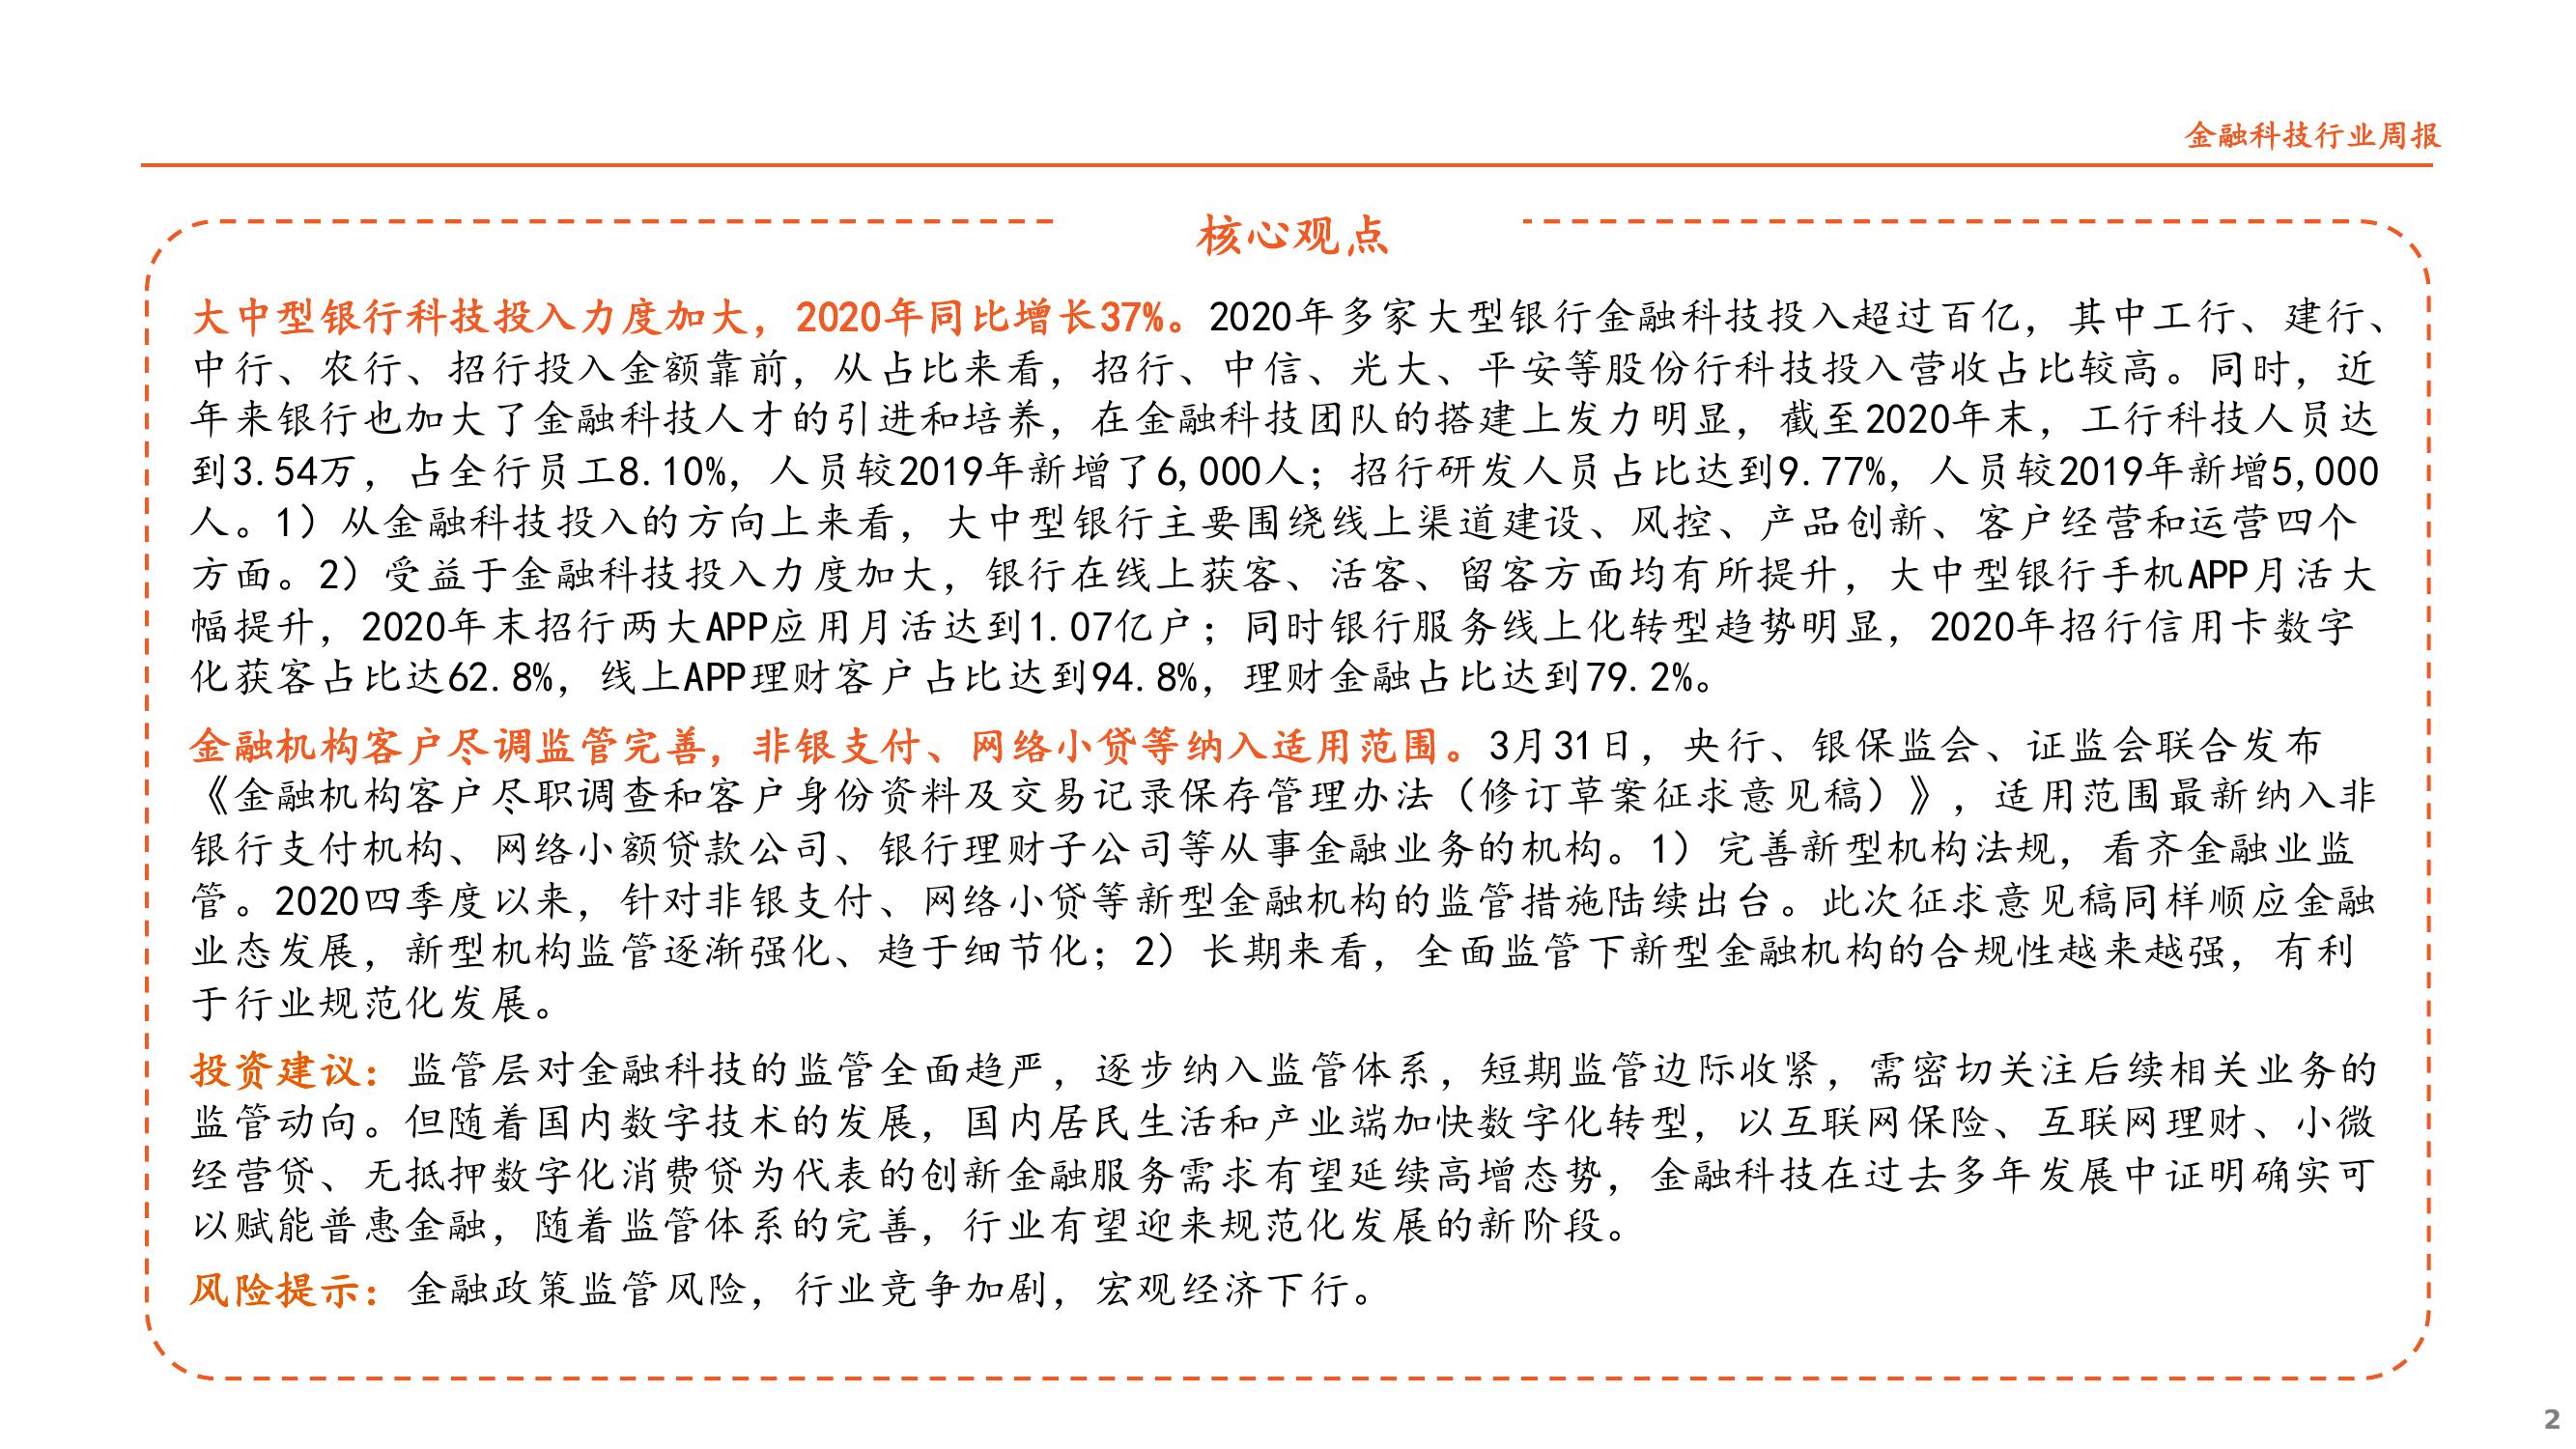 金融科技行业周报
核心观点
大中型银行科技投入力度加大，2020年同比增长37%。2020年多家大型银行金融科技投入超过百亿，其中工行、建行、
中行、农行、招行投入金额靠前，从占比来看，招行、中信、光大、平安等股份行科技投入营收占比较高。同时，近
年来银行也加大了金融科技人才的引进和培养，在金融科技团队的搭建上发力明显，截至2020年末，工行科技人员达
到3.54万，占全行员工8.10%，人员较2019年新增了6,000人；招行研发人员占比达到9.77%，人员较2019年新增5,000
人。1）从金融科技投入的方向上来看，大中型银行主要围绕线上渠道建设、风控、产品创新、客户经营和运营四个
方面。2）受益于金融科技投入力度加大，银行在线上获客、活客、留客方面均有所提升，大中型银行手机APP月活大
幅提升，2020年末招行两大APP应用月活达到1.07亿户；同时银行服务线上化转型趋势明显，2020年招行信用卡数字
化获客占比达62.8%，线上APP理财客户占比达到94.8%，理财金融占比达到79.2%。
金融机构客户尽调监管完善，非银支付、网络小贷等纳入适用范围。3月31日，央行、银保监会、证监会联合发布
《金融机构客户尽职调查和客户身份资料及交易记录保存管理办法（修订草案征求意见稿）》，适用范围最新纳入非
银行支付机构、网络小额贷款公司、银行理财子公司等从事金融业务的机构。1）完善新型机构法规，看齐金融业监
管。2020四季度以来，针对非银支付、网络小贷等新型金融机构的监管措施陆续出台。此次征求意见稿同样顺应金融
业态发展，新型机构监管逐渐强化、趋于细节化；2）长期来看，全面监管下新型金融机构的合规性越来越强，有利
于行业规范化发展。
投资建议：监管层对金融科技的监管全面趋严，逐步纳入监管体系，短期监管边际收紧，需密切关注后续相关业务的
监管动向。但随着国内数字技术的发展，国内居民生活和产业端加快数字化转型，以互联网保险、互联网理财、小微
经营贷、无抵押数字化消费贷为代表的创新金融服务需求有望延续高增态势，金融科技在过去多年发展中证明确实可
以赋能普惠金融，随着监管体系的完善，行业有望迎来规范化发展的新阶段。
风险提示：金融政策监管风险，行业竞争加剧，宏观经济下行。
2